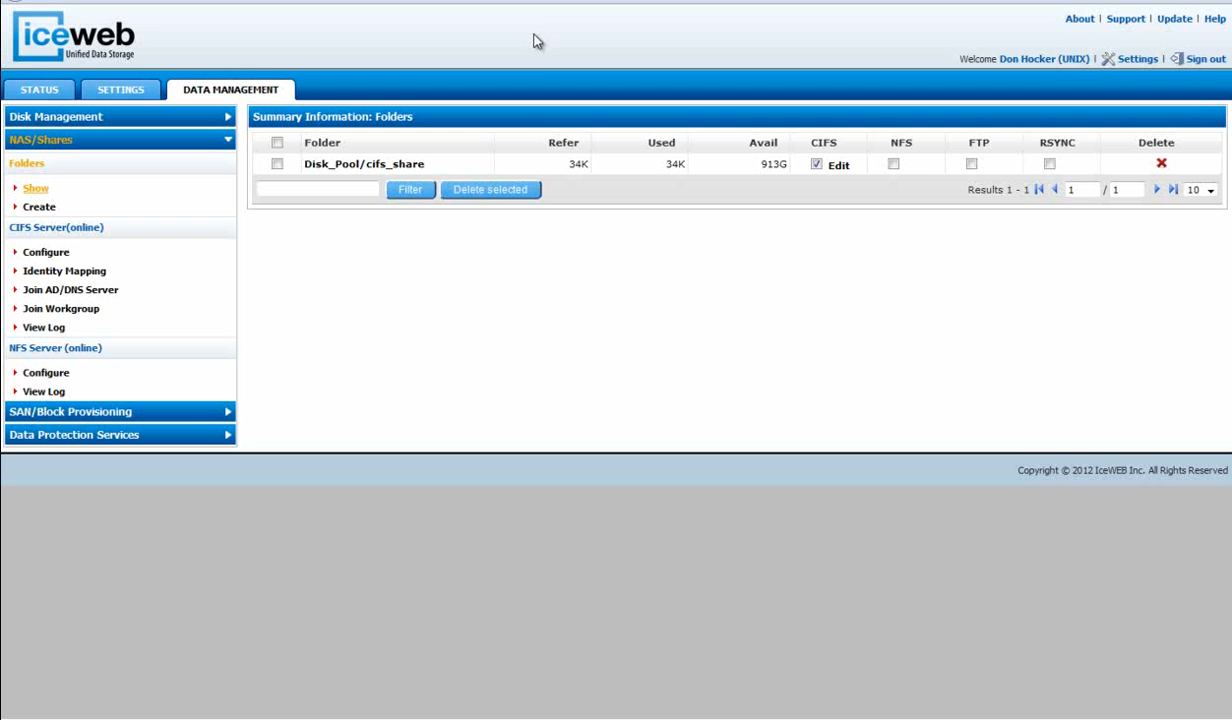 iceweb
Unified Data Storage
About | Support | Update | Help
Welcome Don Hocker (UNIX) | Settings | Sign out
STATUS SETTINGS DATA MANAGEMENT
Disk Management
NAS/Shares
Folders
Show
Create
CIFS Server(online)
Configure
Identity Mapping
Join AD/DNS Server
Join Workgroup
View Log
NFS Server (online)
Configure
View Log
SAN/Block Provisioning
Data Protection Services
Summary Information: Folders
Folder Refer Used Avail CIFS NFS FTP RSYNC Delete
Disk_Pool/cifs_share 34K 34K 913G Edit
Filter Delete selected Results 1 - 1 1 / 1 10
Copyright © 2012 IceWEB Inc. All Rights Reserved